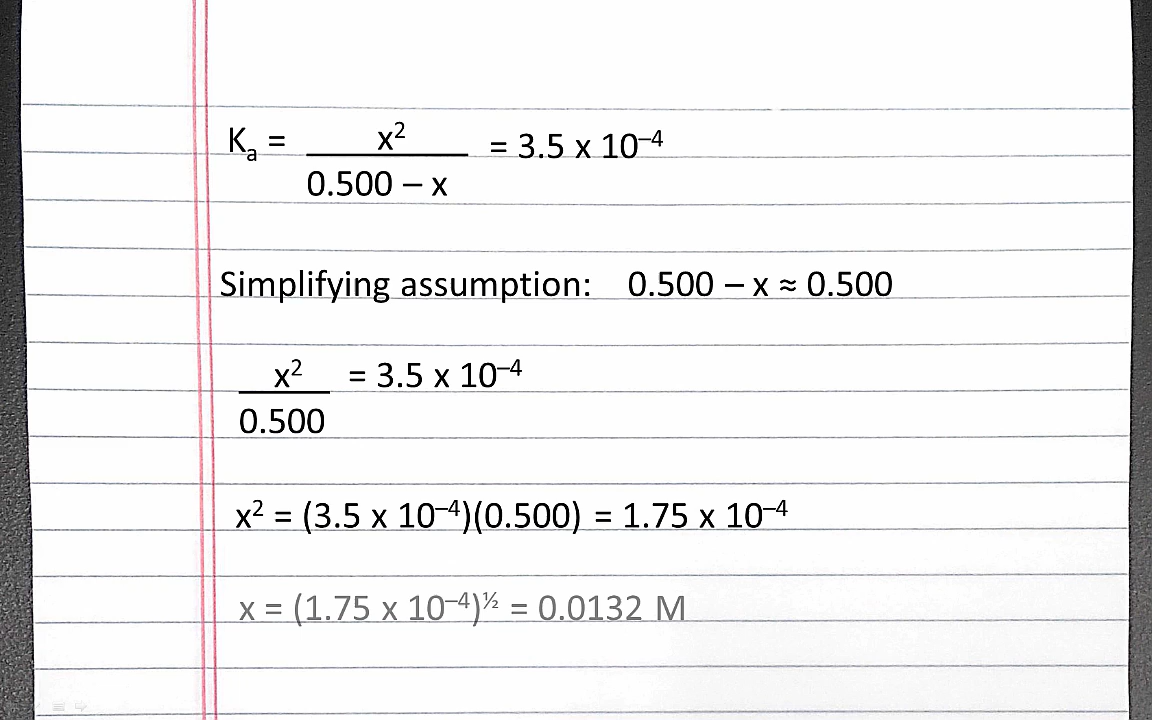 Kₐ = x² / 0.500 – x = 3.5 x 10⁻⁴
Simplifying assumption: 0.500 – x ≈ 0.500
x² / 0.500 = 3.5 x 10⁻⁴
x² = (3.5 x 10⁻⁴)(0.500) = 1.75 x 10⁻⁴
x = (1.75 x 10⁻⁴)^½ = 0.0132 M